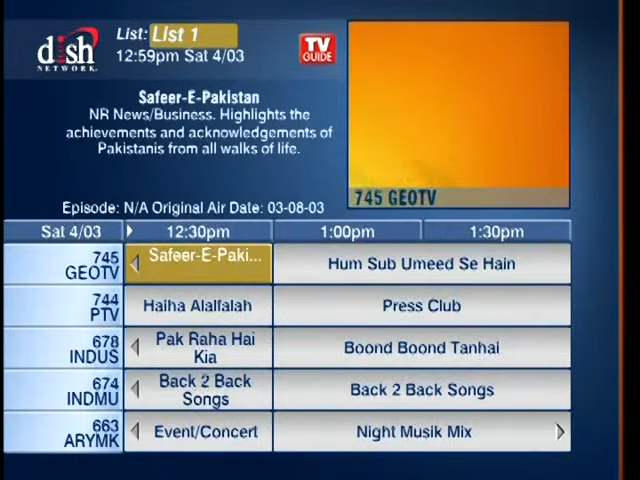 dish
NETWORK
List: List 1
12:59pm Sat 4/03
TV
GUIDE
Safeer-E-Pakistan
NR News/Business. Highlights the
achievements and acknowledgements of
Pakistanis from all walks of life.
Episode: N/A Original Air Date: 03-08-03
745 GEOTV
Sat 4/03 12:30pm 1:00pm 1:30pm
745
GEOTV
Safeer-E-Paki...
Hum Sub Umeed Se Hain
744
PTV
Haiha Alalfalah
Press Club
678
INDUS
Pak Raha Hai
Kia
Boond Boond Tanhai
674
INDMU
Back 2 Back
Songs
Back 2 Back Songs
663
ARYMK
Event/Concert
Night Musik Mix